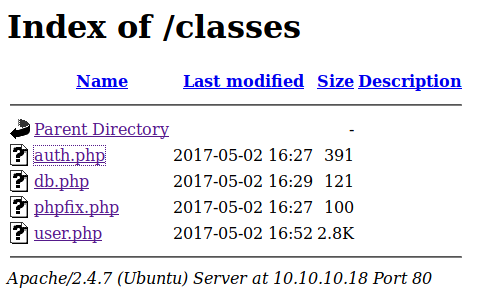 Index of /classes
Name Last modified Size Description
Parent Directory -
auth.php 2017-05-02 16:27 391
db.php 2017-05-02 16:29 121
phpfix.php 2017-05-02 16:27 100
user.php 2017-05-02 16:52 2.8K
Apache/2.4.7 (Ubuntu) Server at 10.10.10.18 Port 80